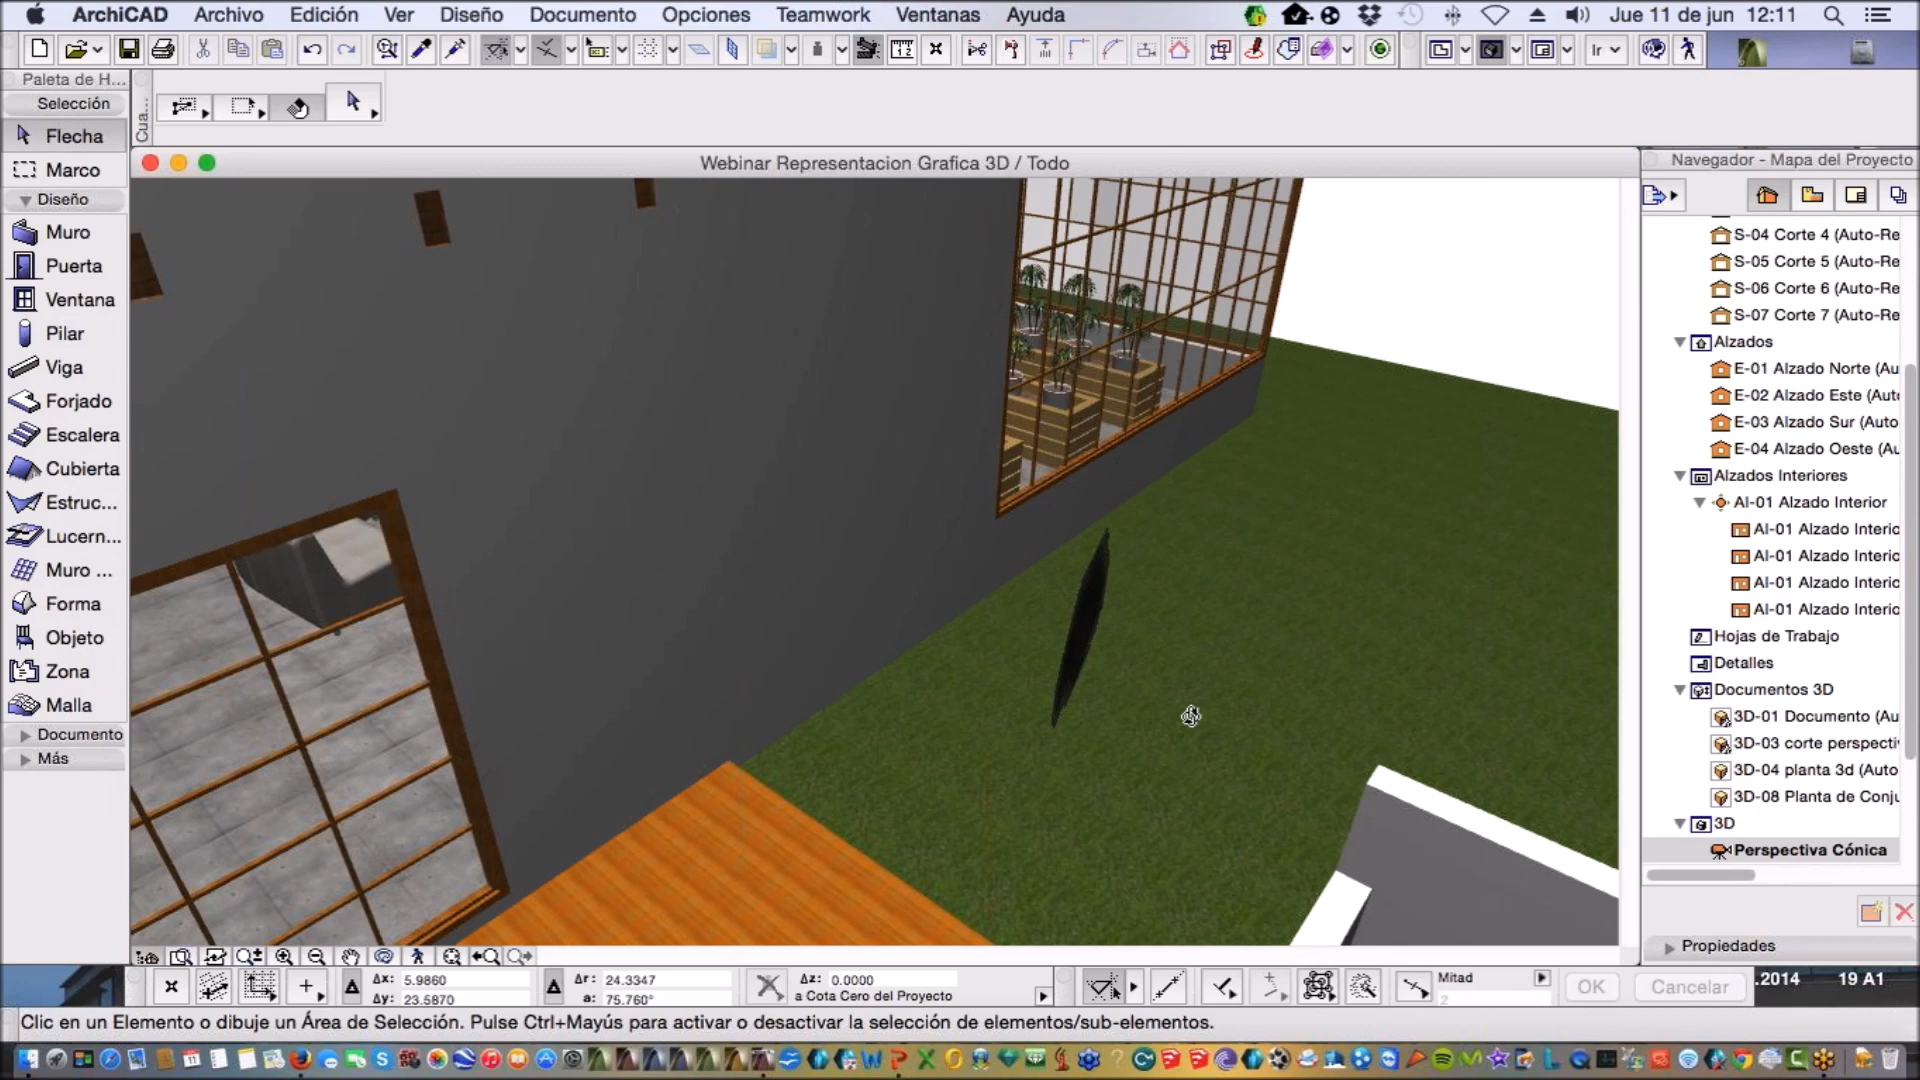 ArchiCAD Archivo Edición Ver Diseño Documento Opciones Teamwork Ventanas Ayuda Jue 11 de jun 12:11
Paleta de H...
Selección
Flecha
Marco
Diseño
Muro
Puerta
Ventana
Pilar
Viga
Forjado
Escalera
Cubierta
Estruc...
Lucern...
Muro ...
Forma
Objeto
Zona
Malla
Documento
Más
Cua...
Webinar Representacion Grafica 3D / Todo
Ir
Navegador - Mapa del Proyecto
S-04 Corte 4 (Auto-Re
S-05 Corte 5 (Auto-Re
S-06 Corte 6 (Auto-Re
S-07 Corte 7 (Auto-Re
Alzados
E-01 Alzado Norte (Au
E-02 Alzado Este (Aut
E-03 Alzado Sur (Auto
E-04 Alzado Oeste (Au
Alzados Interiores
AI-01 Alzado Interior
AI-01 Alzado Interio
AI-01 Alzado Interio
AI-01 Alzado Interio
AI-01 Alzado Interio
Hojas de Trabajo
Detalles
Documentos 3D
3D-01 Documento (Au
3D-03 corte perspecti
3D-04 planta 3d (Auto
3D-08 Planta de Conju
3D
Perspectiva Cónica
Propiedades
Δx: 5.9860
Δy: 23.5870
Δr: 24.3347
a: 75.760°
Δz: 0.0000
a Cota Cero del Proyecto
Mitad
2
OK
Cancelar
.2014 19 A1
Clic en un Elemento o dibuje un Área de Selección. Pulse Ctrl+Mayús para activar o desactivar la selección de elementos/sub-elementos.